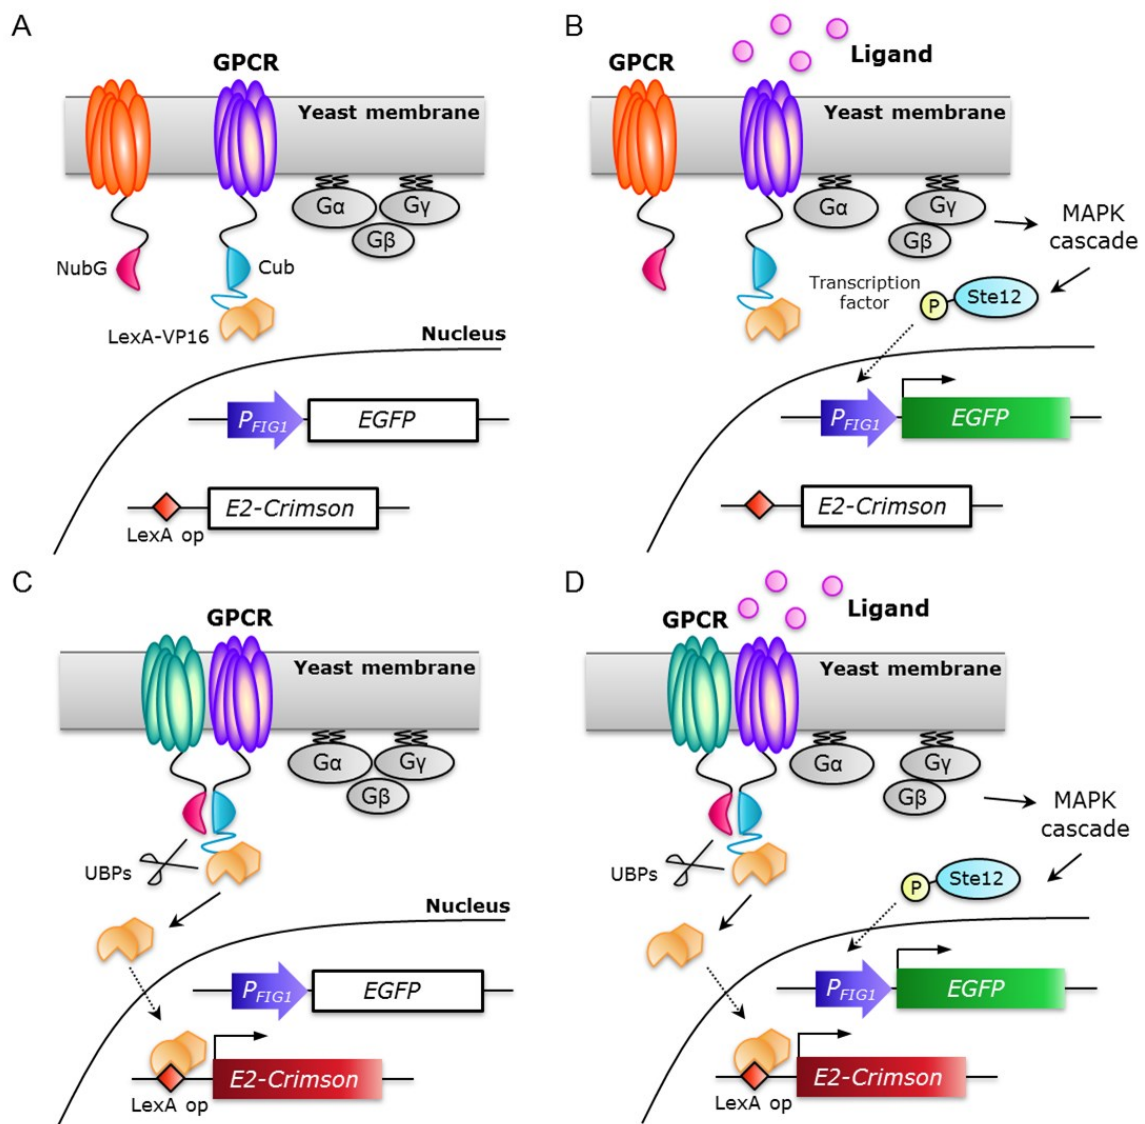 A
GPCR
Yeast membrane
Gα
Gγ
Gβ
NubG
Cub
LexA-VP16
Nucleus
PFIG1
EGFP
E2-Crimson
LexA op
B
Ligand
GPCR
Yeast membrane
Gα
Gγ
Gβ
MAPK
cascade
Transcription
factor
P
Ste12
PFIG1
EGFP
E2-Crimson
C
GPCR
Yeast membrane
Gα
Gγ
Gβ
UBPs
Nucleus
PFIG1
EGFP
E2-Crimson
LexA op
D
Ligand
GPCR
Yeast membrane
Gα
Gγ
Gβ
MAPK
cascade
UBPs
P
Ste12
PFIG1
EGFP
E2-Crimson
LexA op